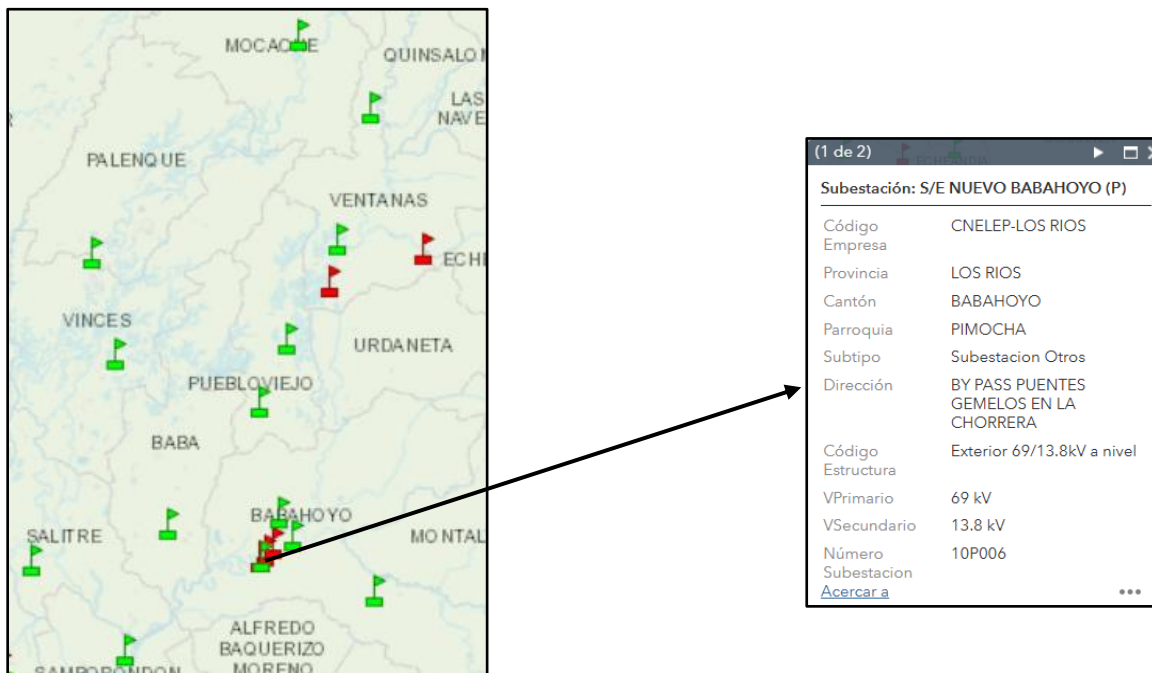 MOCACHE
QUINSALO
LAS
NAVE
PALENQUE
VENTANAS
ECHE
VINCES
URDANETA
PUEBLOVIEJO
BABA
BABAHOYO
SALITRE
MONTAL
ALFREDO
BAQUERIZO
MORENO
SAMBORONDON
(1 de 2)
Subestación: S/E NUEVO BABAHOYO (P)
Código Empresa CNELEP-LOS RIOS
Provincia LOS RIOS
Cantón BABAHOYO
Parroquia PIMOCHA
Subtipo Subestacion Otros
Dirección BY PASS PUENTES
GEMELOS EN LA
CHORRERA
Código Estructura Exterior 69/13.8kV a nivel
VPrimario 69 kV
VSecundario 13.8 kV
Número Subestacion 10P006
Acercar a